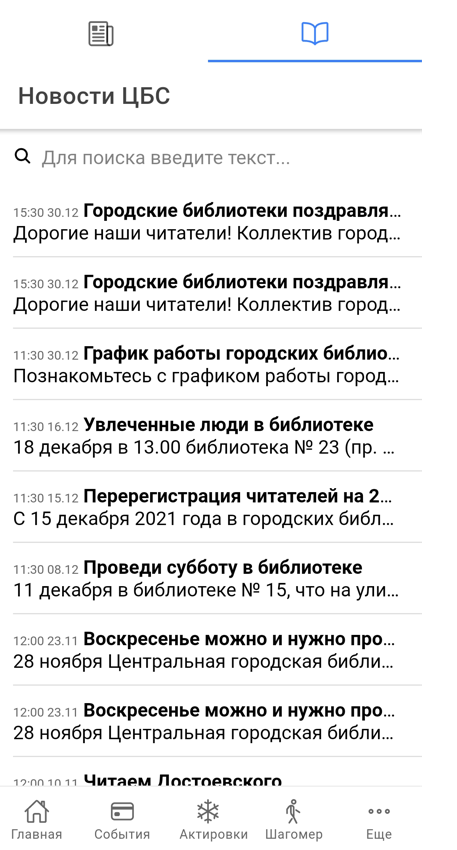 Новости ЦБС
Для поиска введите текст...
15:30 30.12 Городские библиотеки поздравля...
Дорогие наши читатели! Коллектив город...
15:30 30.12 Городские библиотеки поздравля...
Дорогие наши читатели! Коллектив город...
11:30 30.12 График работы городских библио...
Познакомьтесь с графиком работы город...
11:30 16.12 Увлеченные люди в библиотеке
18 декабря в 13.00 библиотека № 23 (пр. ...
11:30 15.12 Перерегистрация читателей на 2...
С 15 декабря 2021 года в городских библ...
11:30 08.12 Проведи субботу в библиотеке
11 декабря в библиотеке № 15, что на ули...
12:00 23.11 Воскресенье можно и нужно про...
28 ноября Центральная городская библи...
12:00 23.11 Воскресенье можно и нужно про...
28 ноября Центральная городская библи...
12:00 10.11 Читаем Достоевского
Главная События Актировки Шагомер Еще